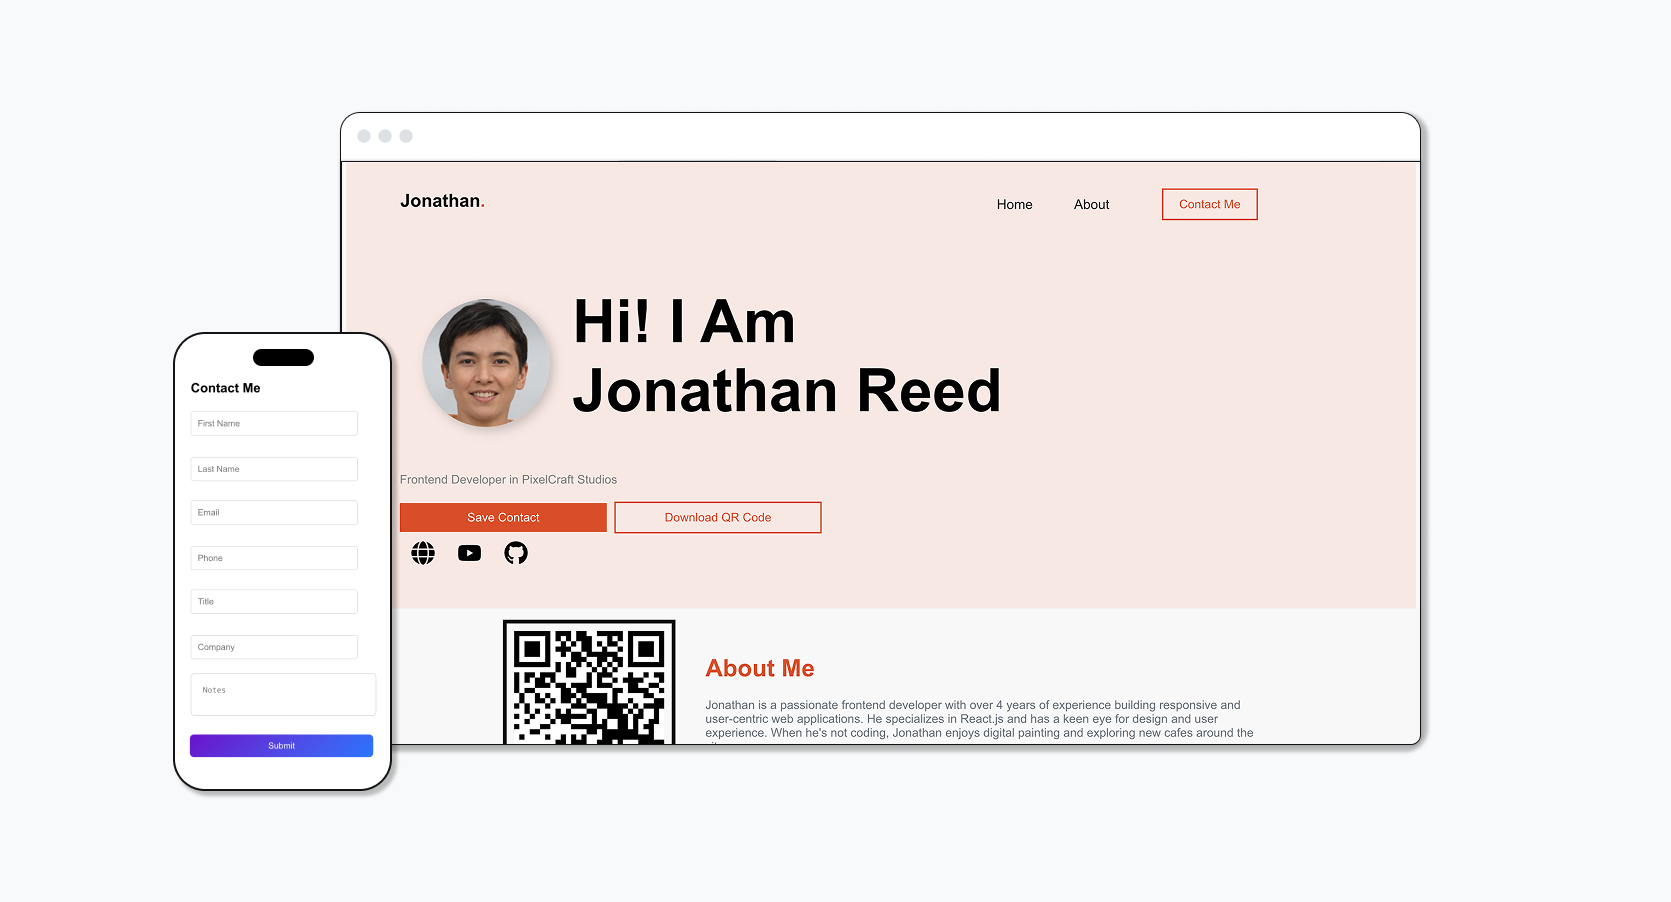 Jonathan.
Home
About
Contact Me
Hi! I Am
Jonathan Reed
Frontend Developer in PixelCraft Studios
Save Contact
Download QR Code
About Me
Jonathan is a passionate frontend developer with over 4 years of experience building responsive and
user-centric web applications. He specializes in React.js and has a keen eye for design and user
experience. When he's not coding, Jonathan enjoys digital painting and exploring new cafes around the
Contact Me
First Name
Last Name
Email
Phone
Title
Company
Notes
Submit